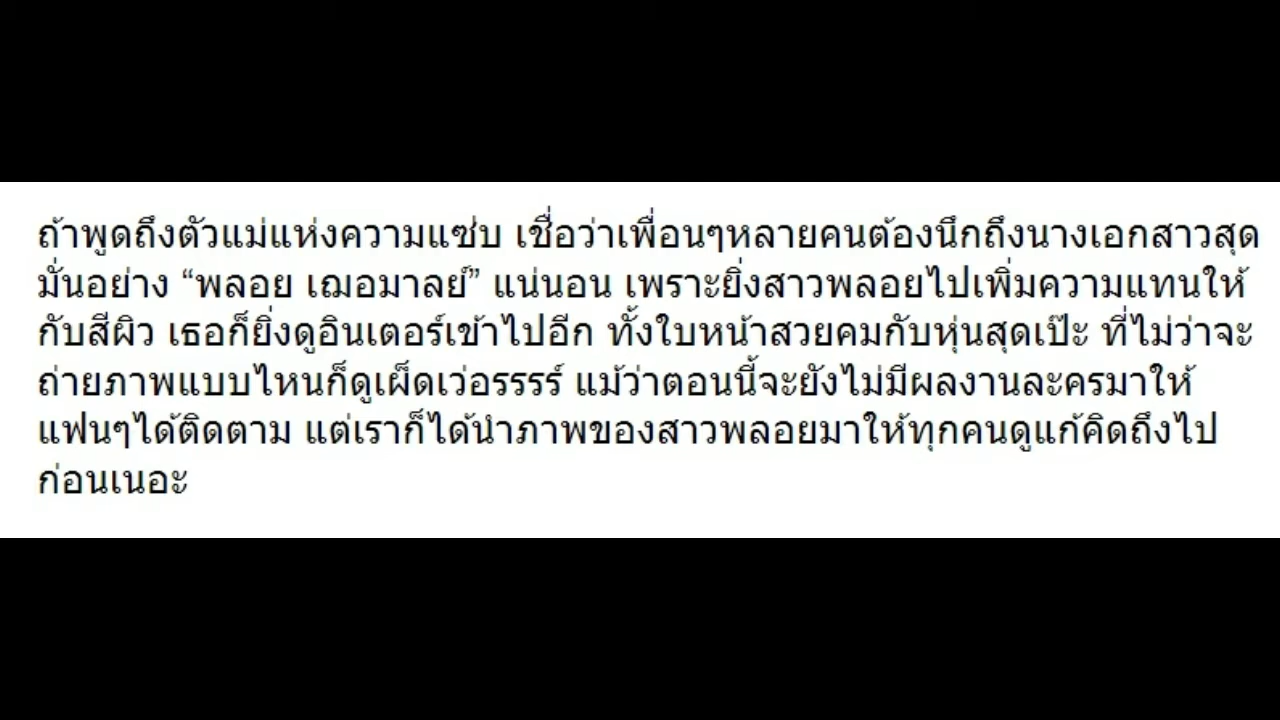 ถ้าพูดถึงตัวแม่แห่งความแซ่บ เชื่อว่าเพื่อนๆหลายคนต้องนึกถึงนางเอกสาวสุด
มั่นอย่าง “พลอย เฌอมาลย์” แน่นอน เพราะยิ่งสาวพลอยไปเพิ่มความแทนให้
กับสีผิว เธอก็ยิ่งดูอินเตอร์เข้าไปอีก ทั้งใบหน้าสวยคมกับหุ่นสุดเป๊ะ ที่ไม่ว่าจะ
ถ่ายภาพแบบไหนก็ดูเผ็ดเว่อรรรร์ แม้ว่าตอนนี้จะยังไม่มีผลงานละครมาให้
แฟนๆได้ติดตาม แต่เราก็ได้นำภาพของสาวพลอยมาให้ทุกคนดูแก้คิดถึงไป
ก่อนเนอะ